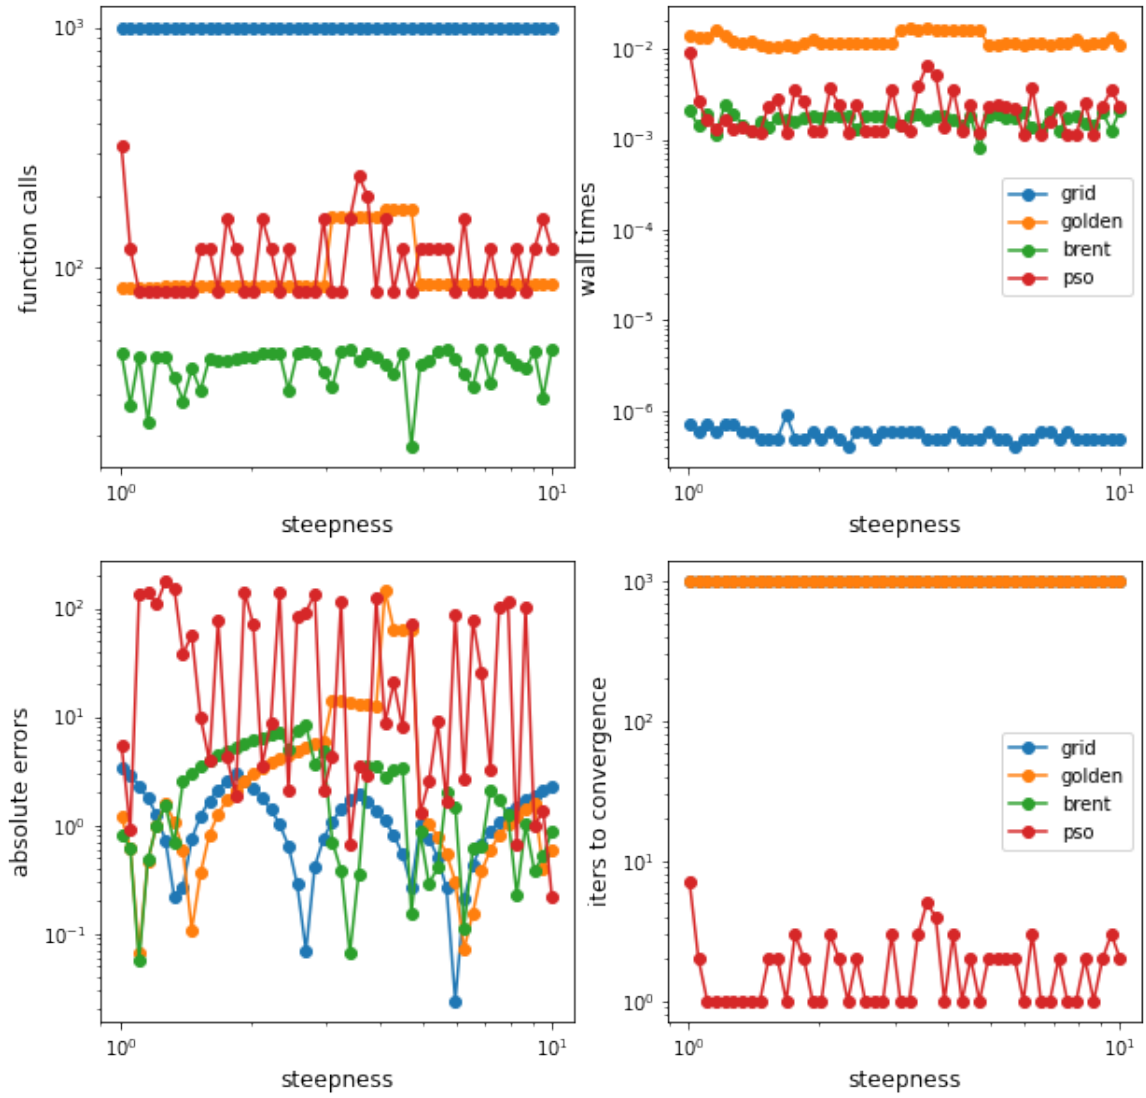 10³
10²
function calls
10⁰
10¹
steepness
10⁻²
10⁻³
10⁻⁴
10⁻⁵
10⁻⁶
wall times
grid
golden
brent
pso
10⁰
10¹
steepness
10²
10¹
10⁰
10⁻¹
absolute errors
10⁰
10¹
steepness
10³
10²
10¹
10⁰
iters to convergence
grid
golden
brent
pso
10⁰
10¹
steepness